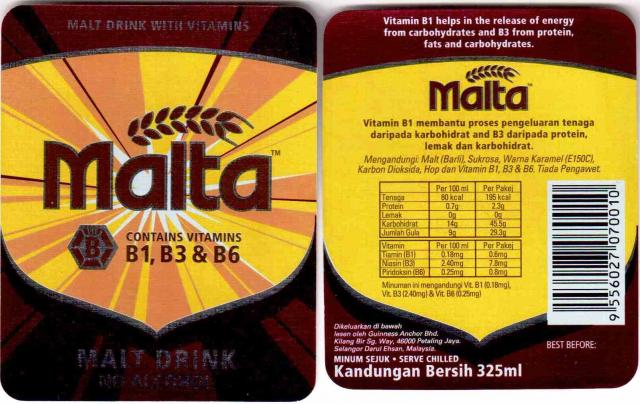 MALT DRINK WITH VITAMINS
Malta™
CONTAINS VITAMINS
B1, B3 & B6
B
MALT DRINK
NO ALCOHOL
Vitamin B1 helps in the release of energy
from carbohydrates and B3 from protein,
fats and carbohydrates.
Malta™
Vitamin B1 membantu proses pengeluaran tenaga
daripada karbohidrat and B3 daripada protein,
lemak dan karbohidrat.
Mengandungi: Malt (Barli), Sukrosa, Warna Karamel (E150C),
Karbon Dioksida, Hop dan Vitamin B1, B3 & B6. Tiada Pengawet.
Per 100 ml Per Pakej
Tenaga 60 kcal 195 kcal
Protein 0.7g 2.3g
Lemak 0g 0g
Karbohidrat 14g 45.5g
Jumlah Gula 9g 29.3g
Vitamin Per 100 ml Per Pakej
Tiamin (B1) 0.18mg 0.6mg
Niasin (B3) 2.40mg 7.8mg
Piridoksin (B6) 0.25mg 0.8mg
Minuman ini mengandungi Vit. B1 (0.18mg),
Vit. B3 (2.40mg) & Vit. B6 (0.25mg)
9 556027 070010
Dikeluarkan di bawah
lesen oleh Guinness Anchor Bhd.
Kilang Bir Sg. Way, 46000 Petaling Jaya.
Selangor Darul Ehsan, Malaysia.
BEST BEFORE:
MINUM SEJUK • SERVE CHILLED
Kandungan Bersih 325ml